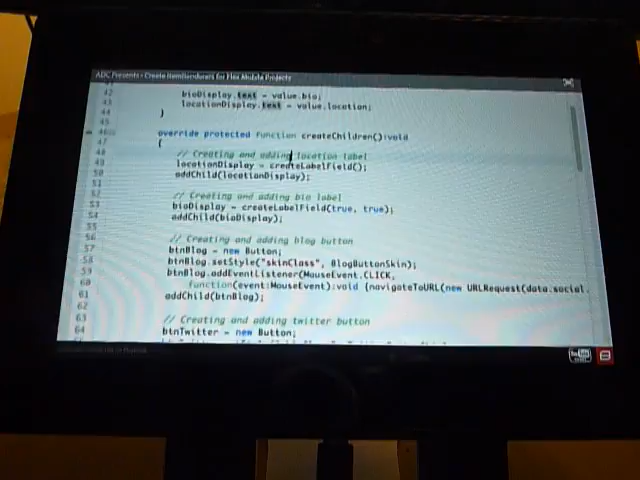 ADC Presents - Create ItemRenderers for Flex Mobile Projects
42 bioDisplay.text = value.bio;
43 locationDisplay.text = value.location;
44 }
45
46 override protected function createChildren():void
47 {
48 // Creating and adding location label
49 locationDisplay = createLabelField();
50 addChild(locationDisplay);
51
52 // Creating and adding bio label
53 bioDisplay = createLabelField(true, true);
54 addChild(bioDisplay);
55
56 // Creating and adding blog button
57 btnBlog = new Button;
58 btnBlog.setStyle("skinClass", BlogButtonSkin);
59 btnBlog.addEventListener(MouseEvent.CLICK,
60 function(event:MouseEvent):void {navigateToURL(new URLRequest(data.social.
61 addChild(btnBlog);
62
63 // Creating and adding twitter button
64 btnTwitter = new Button;